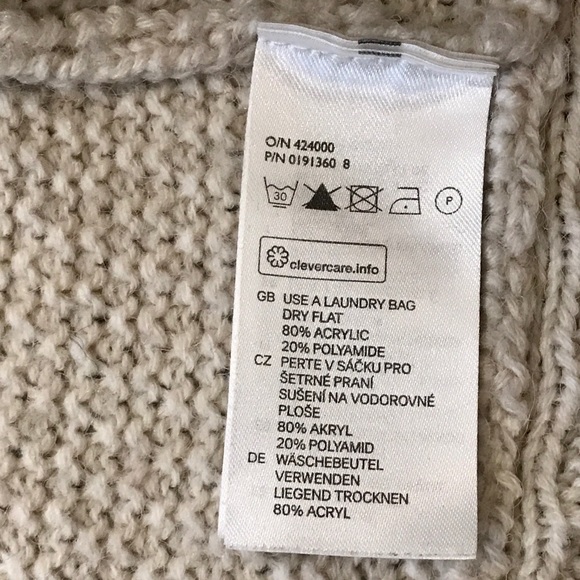 O/N 424000
P/N 0191360 8
30 P
clevercare.info
GB USE A LAUNDRY BAG
DRY FLAT
80% ACRYLIC
20% POLYAMIDE
CZ PERTE V SÁČKU PRO
ŠETRNÉ PRANÍ
SUŠENÍ NA VODOROVNÉ
PLOŠE
80% AKRYL
20% POLYAMID
DE WÄSCHEBEUTEL
VERWENDEN
LIEGEND TROCKNEN
80% ACRYL